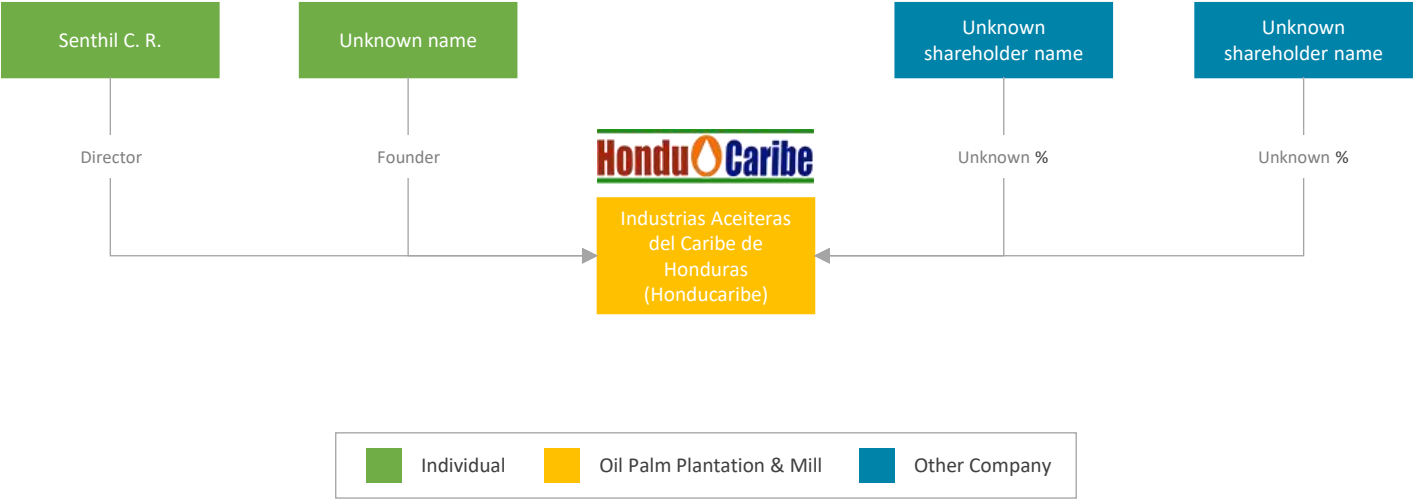 Senthil C. R.
Unknown name
Unknown
shareholder name
Unknown
shareholder name
Director
Founder
Unknown %
Unknown %
Hondu Caribe
Industrias Aceiteras
del Caribe de
Honduras
(Honducaribe)
Individual
Oil Palm Plantation & Mill
Other Company